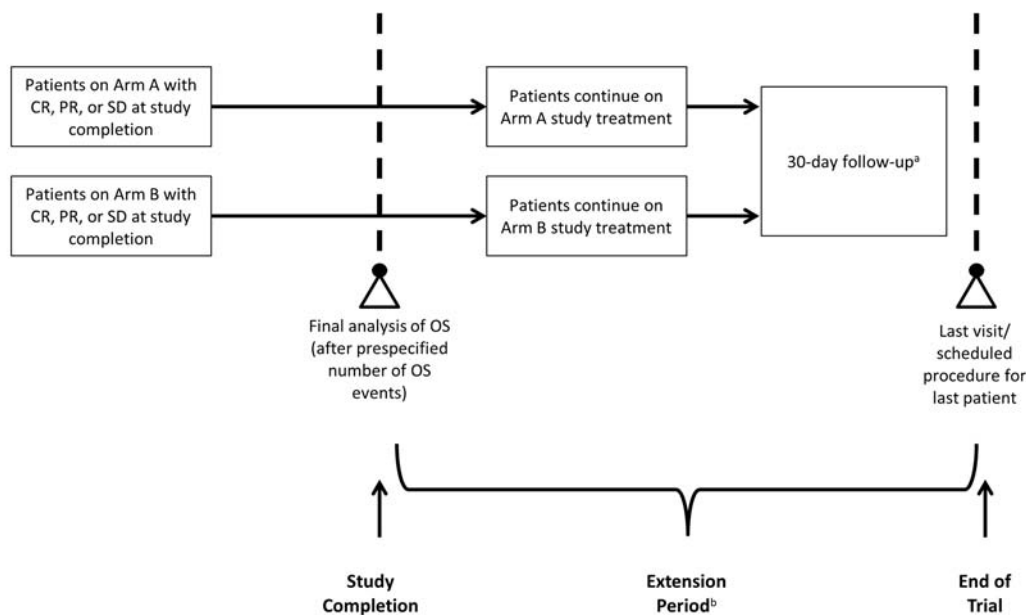 Patients on Arm A with
CR, PR, or SD at study
completion
Patients continue on
Arm A study treatment
30-day follow-upᵃ
Patients on Arm B with
CR, PR, or SD at study
completion
Patients continue on
Arm B study treatment
Final analysis of OS
(after prespecified
number of OS
events)
Last visit/
scheduled
procedure for
last patient
Study
Completion
Extension
Periodᵇ
End of
Trial